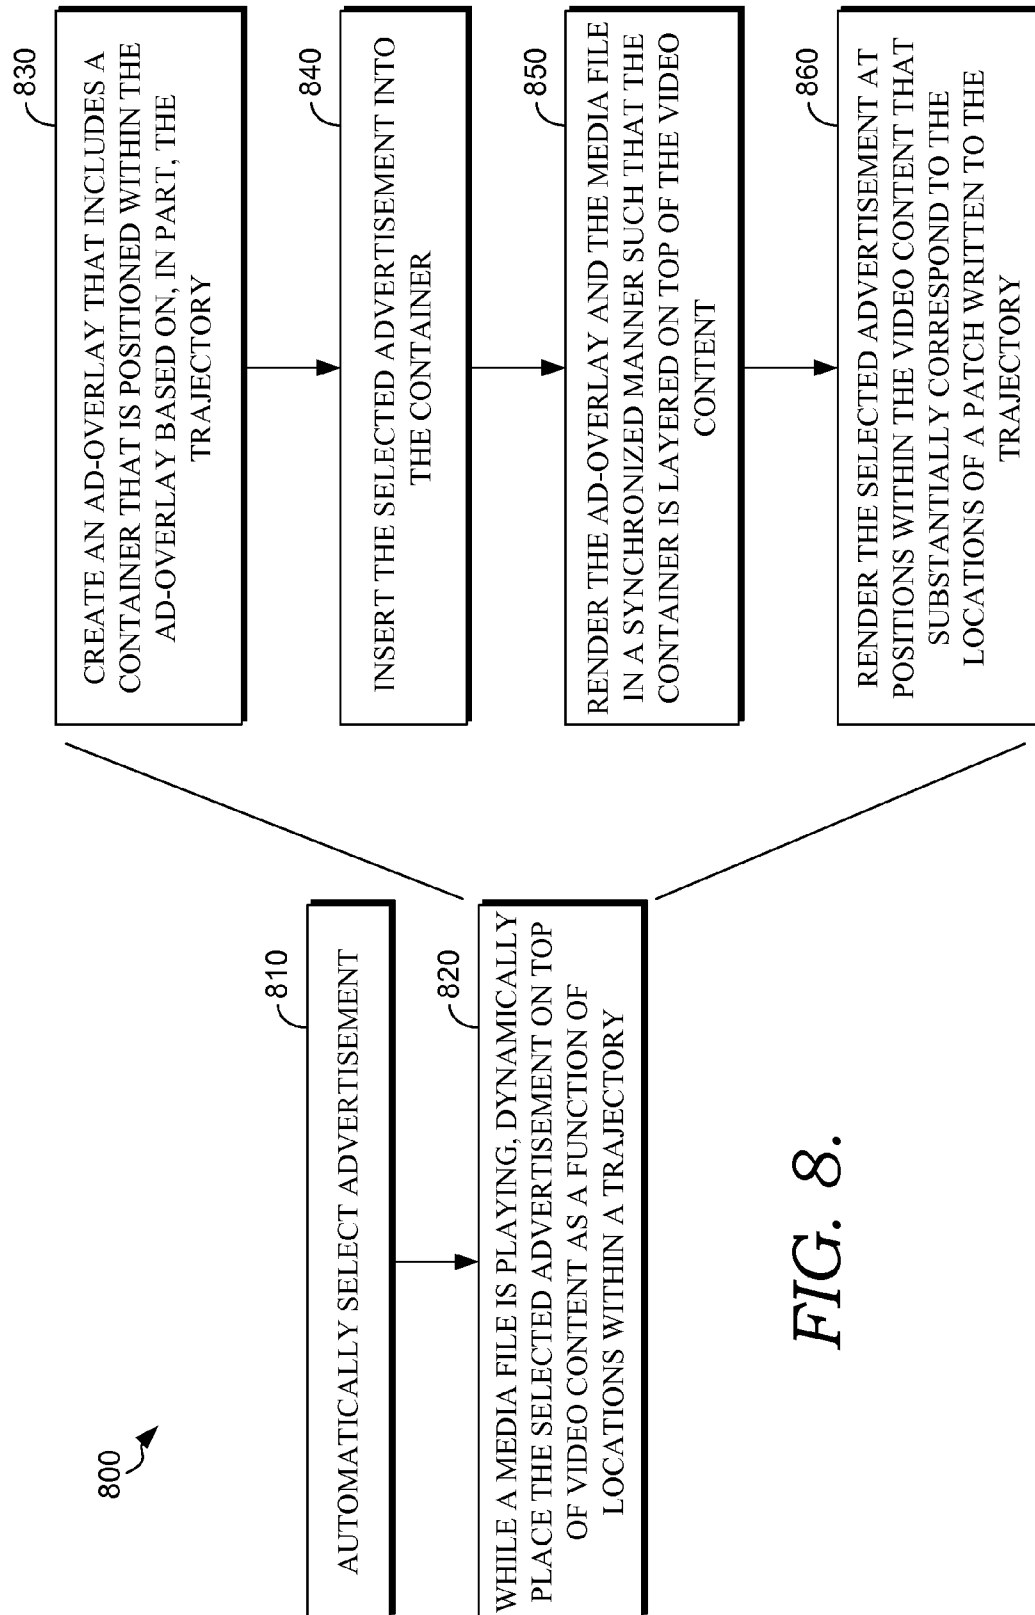 800
810
AUTOMATICALLY SELECT ADVERTISEMENT
820
WHILE A MEDIA FILE IS PLAYING, DYNAMICALLY
PLACE THE SELECTED ADVERTISEMENT ON TOP
OF VIDEO CONTENT AS A FUNCTION OF
LOCATIONS WITHIN A TRAJECTORY
830
CREATE AN AD-OVERLAY THAT INCLUDES A
CONTAINER THAT IS POSITIONED WITHIN THE
AD-OVERLAY BASED ON, IN PART, THE
TRAJECTORY
840
INSERT THE SELECTED ADVERTISEMENT INTO
THE CONTAINER
850
RENDER THE AD-OVERLAY AND THE MEDIA FILE
IN A SYNCHRONIZED MANNER SUCH THAT THE
CONTAINER IS LAYERED ON TOP OF THE VIDEO
CONTENT
860
RENDER THE SELECTED ADVERTISEMENT AT
POSITIONS WITHIN THE VIDEO CONTENT THAT
SUBSTANTIALLY CORRESPOND TO THE
LOCATIONS OF A PATCH WRITTEN TO THE
TRAJECTORY
FIG. 8.